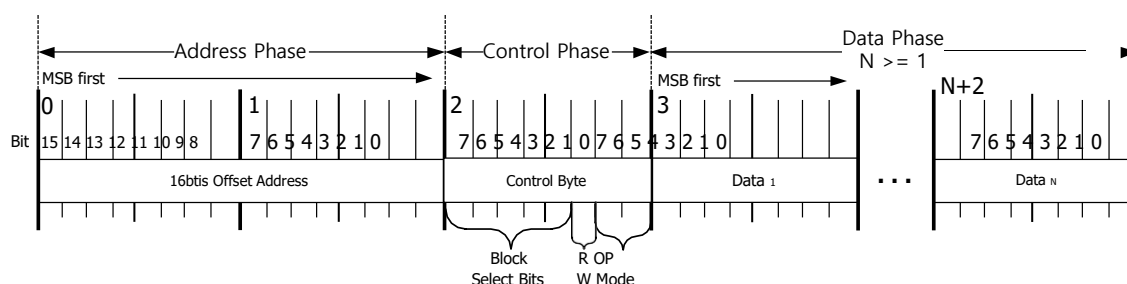 Address Phase
Control Phase
Data Phase
N >= 1
MSB first
MSB first
0
1
2
3
N+2
Bit
15 14 13 12 11 10 9 8
7 6 5 4 3 2 1 0
7 6 5 4 3 2 1 0
7 6 5 4 3 2 1 0
7 6 5 4 3 2 1 0
16btis Offset Address
Control Byte
Data 1
...
Data N
Block
Select Bits
R OP
W Mode